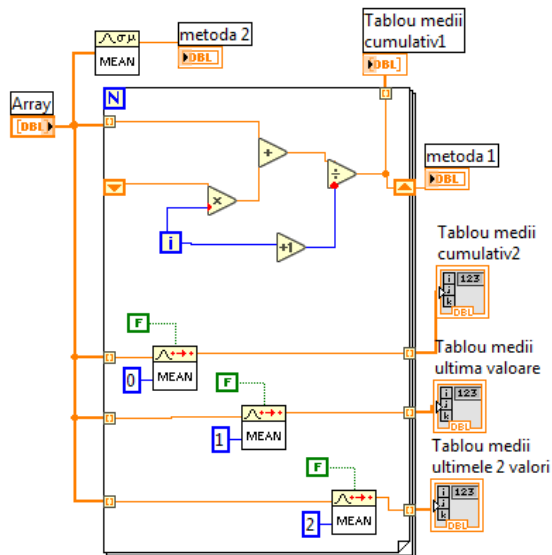 σμ
MEAN
metoda 2
DBL
Tablou medii
cumulativ1
DBL]
Array
[DBL]
N
+
×
÷
i
+1
metoda 1
DBL
Tablou medii
cumulativ2
i
j
k
123
DBL
F
0
MEAN
Tablou medii
ultima valoare
i
j
k
123
DBL
F
1
MEAN
Tablou medii
ultimele 2 valori
i
j
k
123
DBL
F
2
MEAN